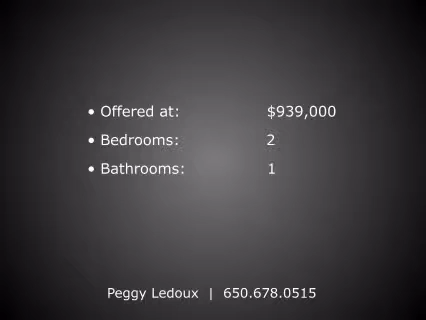 • Offered at: $939,000
• Bedrooms: 2
• Bathrooms: 1
Peggy Ledoux | 650.678.0515